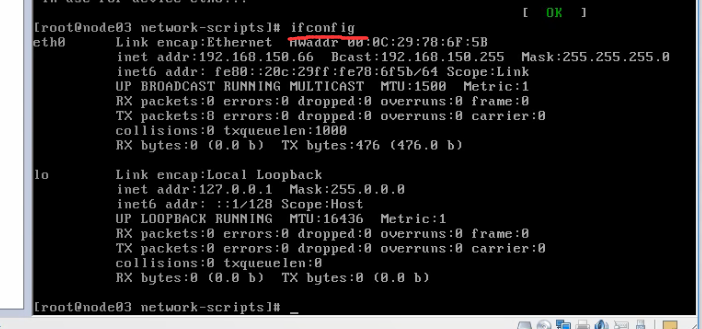 in use for device eth0...
[  OK  ]
[root@node03 network-scripts]# ifconfig
eth0 Link encap:Ethernet HWaddr 00:0C:29:78:6F:5B
inet addr:192.168.150.66 Bcast:192.168.150.255 Mask:255.255.255.0
inet6 addr: fe80::20c:29ff:fe78:6f5b/64 Scope:Link
UP BROADCAST RUNNING MULTICAST MTU:1500 Metric:1
RX packets:0 errors:0 dropped:0 overruns:0 frame:0
TX packets:8 errors:0 dropped:0 overruns:0 carrier:0
collisions:0 txqueuelen:1000
RX bytes:0 (0.0 b) TX bytes:476 (476.0 b)
lo Link encap:Local Loopback
inet addr:127.0.0.1 Mask:255.0.0.0
inet6 addr: ::1/128 Scope:Host
UP LOOPBACK RUNNING MTU:16436 Metric:1
RX packets:0 errors:0 dropped:0 overruns:0 frame:0
TX packets:0 errors:0 dropped:0 overruns:0 carrier:0
collisions:0 txqueuelen:0
RX bytes:0 (0.0 b) TX bytes:0 (0.0 b)
[root@node03 network-scripts]# _